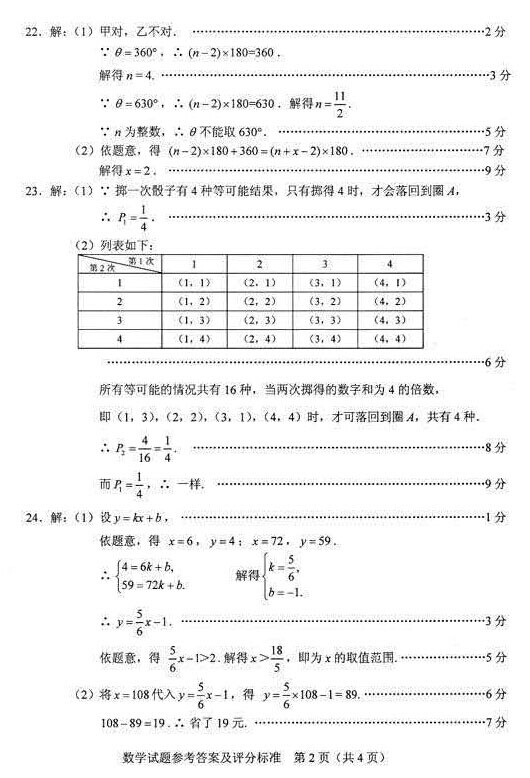 22．解：（1）甲对，乙不对．……2 分
∵ θ = 360°，∴ (n−2)×180=360．
解得 n = 4. ……3 分
∵ θ = 630°，∴ (n−2)×180=630．解得 n = 11/2．
∵ n 为整数，∴ θ 不能取 630°．……5 分
（2）依题意，得 (n−2)×180+360 = (n+x−2)×180．……7 分
解得 x = 2．……9 分
23．解：（1）∵ 掷一次骰子有 4 种等可能结果，只有掷得 4 时，才会落回到圈 A，
∴ P₁ = 1/4．……3 分
（2）列表如下：
第 1 次 第 2 次 1 2 3 4
1 （1，1） （2，1） （3，1） （4，1）
2 （1，2） （2，2） （3，2） （4，2）
3 （1，3） （2，3） （3，3） （4，3）
4 （1，4） （2，4） （3，4） （4，4）
……6 分
所有等可能的情况共有 16 种，当两次掷得的数字和为 4 的倍数，
即（1，3），（2，2），（3，1），（4，4）时，才可落回到圈 A，共有 4 种．
∴ P₂ = 4/16 = 1/4．……8 分
而 P₁ = 1/4，∴ 一样．……9 分
24．解：（1）设 y = kx + b，……1 分
依题意，得 x = 6，y = 4；x = 72，y = 59．
∴ {4 = 6k + b, 59 = 72k + b. 解得 {k = 5/6, b = −1.
∴ y = 5/6 x − 1．……3 分
依题意，得 5/6 x − 1>2．解得 x > 18/5，即为 x 的取值范围．……5 分
（2）将 x = 108 代入 y = 5/6 x − 1，得 y = 5/6 × 108 − 1 = 89．……6 分
108 − 89 = 19．∴ 省了 19 元．……7 分
数学试题参考答案及评分标准 第 2 页（共 4 页）